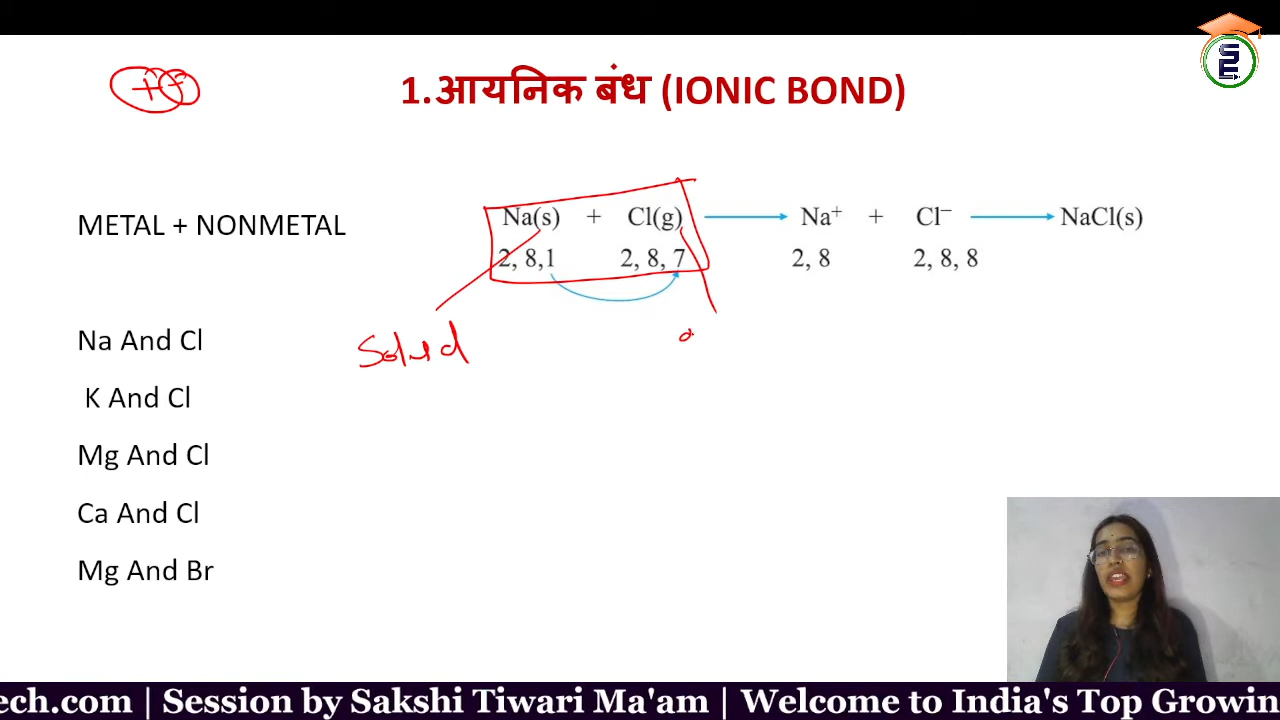 1.आयनिक बंध (IONIC BOND)
METAL + NONMETAL
Na(s) + Cl(g) → Na⁺ + Cl⁻ → NaCl(s)
2, 8,1 2, 8, 7 2, 8 2, 8, 8
Solid
Na And Cl
K And Cl
Mg And Cl
Ca And Cl
Mg And Br
ech.com | Session by Sakshi Tiwari Ma'am | Welcome to India's Top Growin